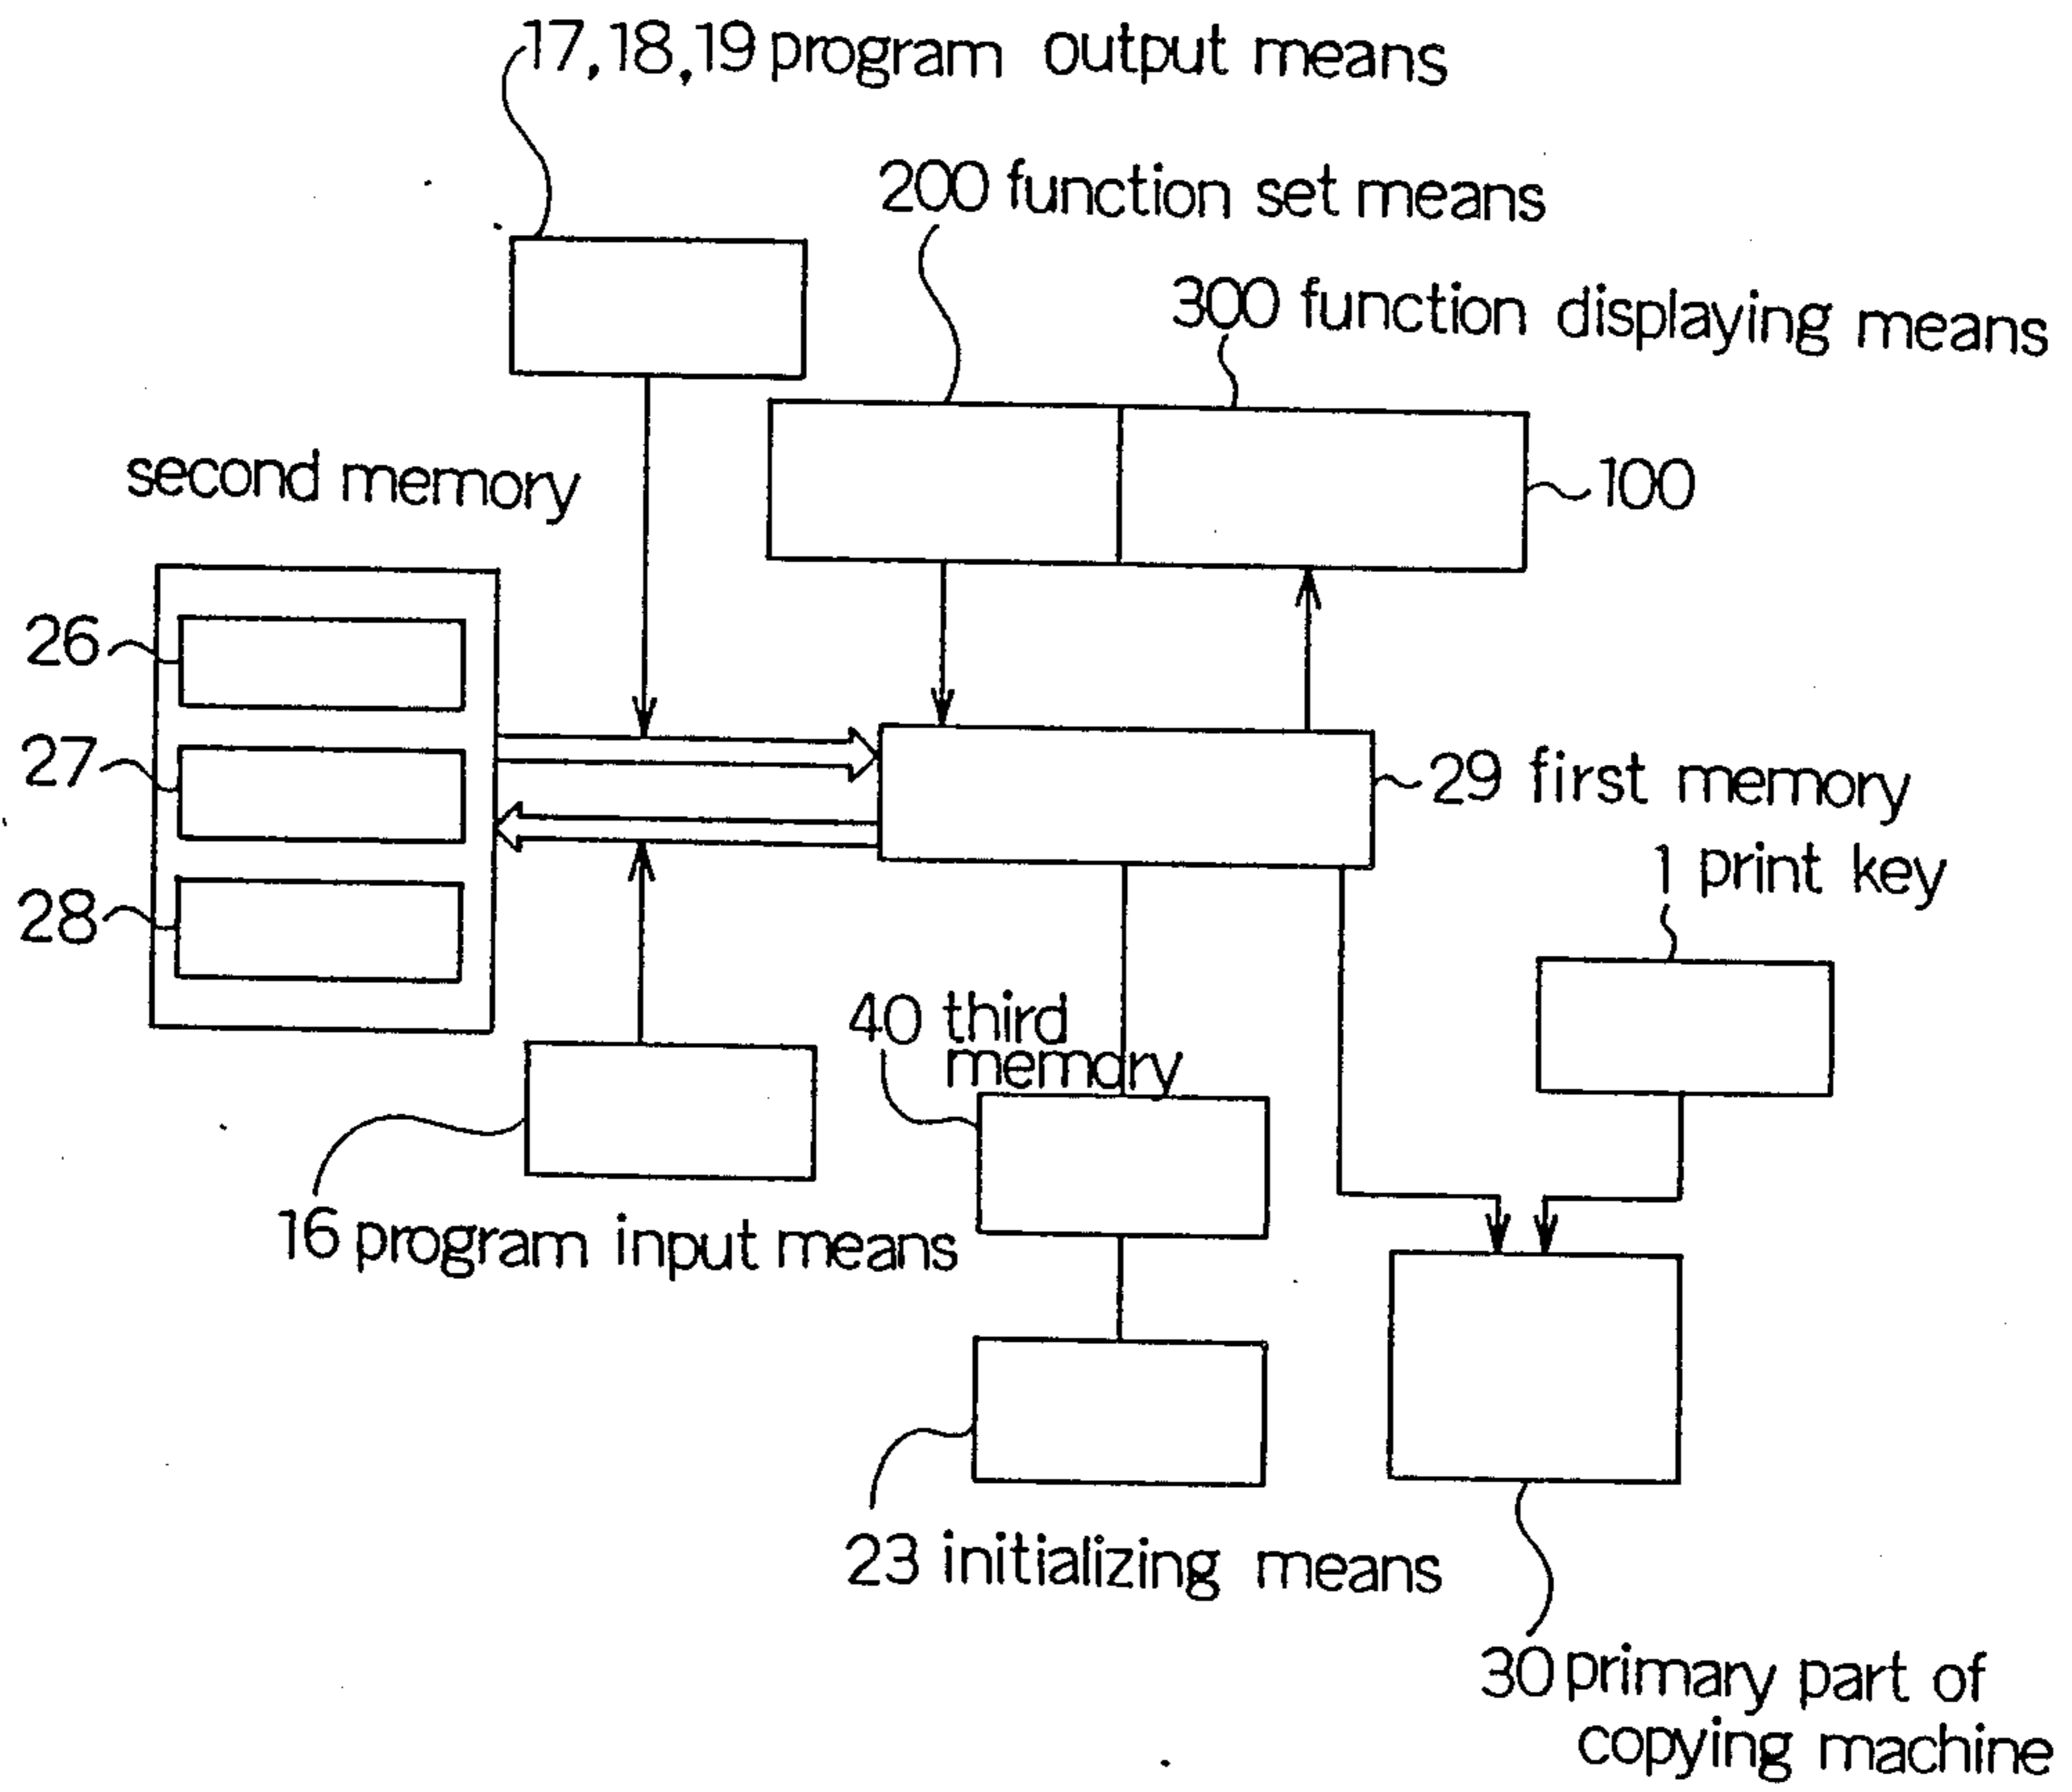 17,18,19 program output means
200 function set means
300 function displaying means
second memory
100
26
27
29 first memory
1 print key
28
40 third
memory
16 program input means
23 initializing means
30 primary part of
copying machine